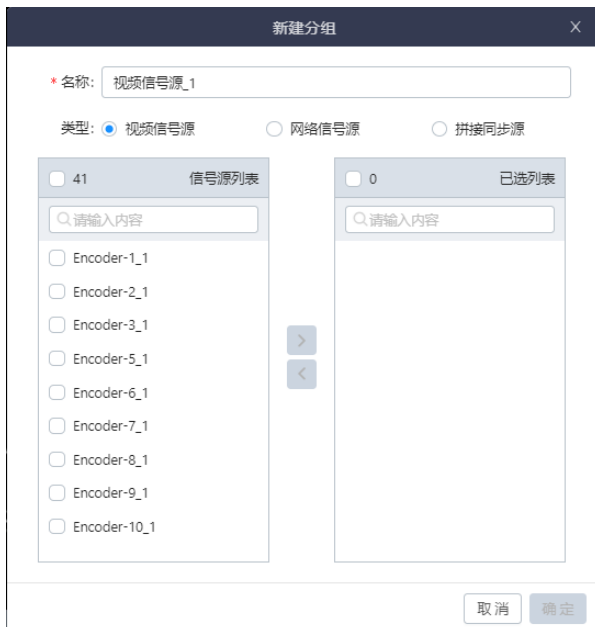 新建分组 X
* 名称: 视频信号源_1
类型: 视频信号源 网络信号源 拼接同步源
41 信号源列表
请输入内容
Encoder-1_1
Encoder-2_1
Encoder-3_1
Encoder-5_1
Encoder-6_1
Encoder-7_1
Encoder-8_1
Encoder-9_1
Encoder-10_1
> 
<
0 已选列表
请输入内容
取消 确定